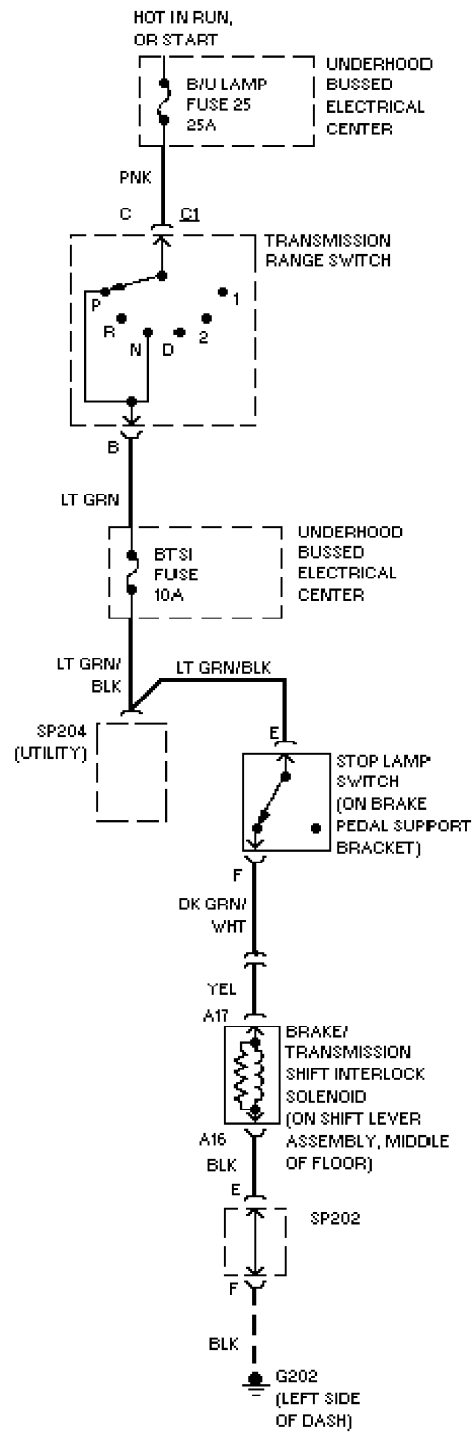 HOT IN RUN,
OR START
B/U LAMP
FUSE 25
25A
UNDERHOOD
BUSSED
ELECTRICAL
CENTER
PNK
C
C1
TRANSMISSION
RANGE SWITCH
P
R
N
D
2
1
B
LT GRN
BTSI
FUSE
10A
UNDERHOOD
BUSSED
ELECTRICAL
CENTER
LT GRN/
BLK
LT GRN/BLK
SP204
(UTILITY)
E
STOP LAMP
SWITCH
(ON BRAKE
PEDAL SUPPORT
BRACKET)
F
DK GRN/
WHT
YEL
A17
BRAKE/
TRANSMISSION
SHIFT INTERLOCK
SOLENOID
(ON SHIFT LEVER
ASSEMBLY, MIDDLE
OF FLOOR)
A16
BLK
E
SP202
F
BLK
G202
(LEFT SIDE
OF DASH)